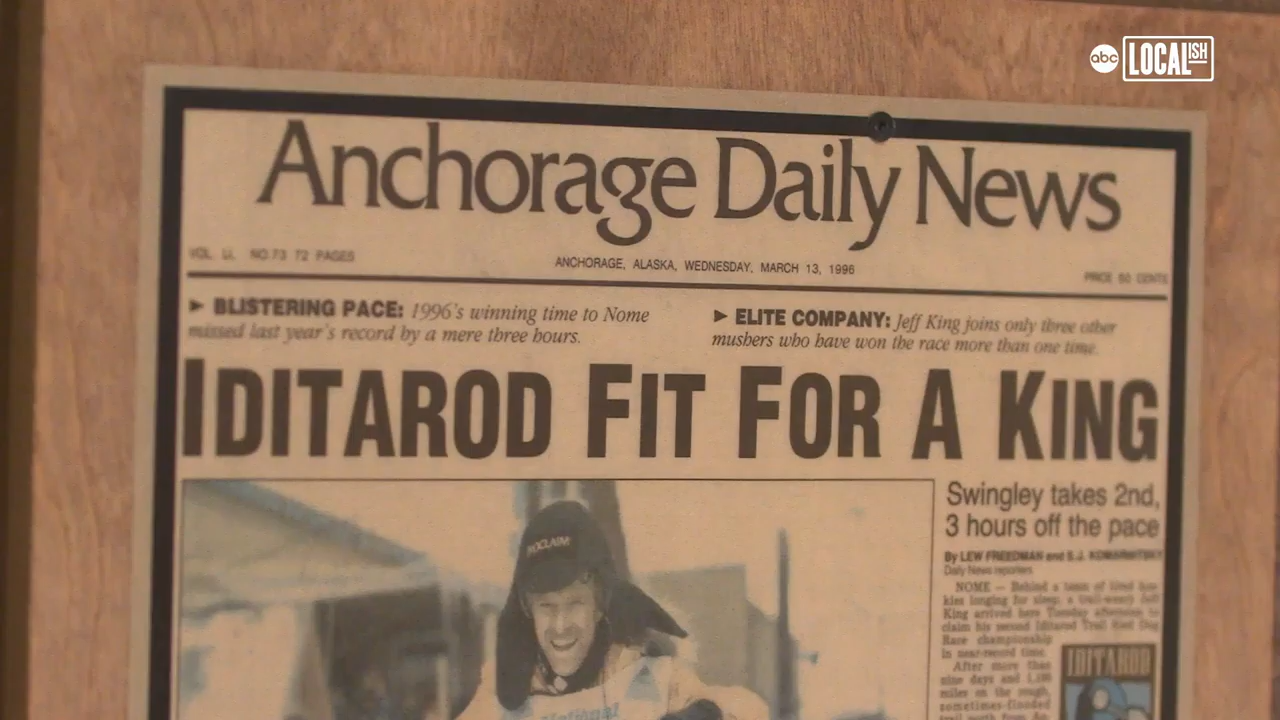 abc LOCALISH
Anchorage Daily News
VOL. LI. NO.73 72 PAGES
ANCHORAGE, ALASKA, WEDNESDAY, MARCH 13, 1996
PRICE 50 CENTS
► BLISTERING PACE: 1996's winning time to Nome
missed last year's record by a mere three hours.
► ELITE COMPANY: Jeff King joins only three other
mushers who have won the race more than one time.
IDITAROD FIT FOR A KING
Swingley takes 2nd,
3 hours off the pace
By LEW FREEDMAN and S.J.
Daily News reporters
NOME — Behind a team of tired hus-
kies longing for sleep, a trail-weary Jeff
King arrived here Tuesday afternoon to
claim his second Iditarod Trail Sled Dog
Race championship
in near-record time.
After more than
nine days and
miles on the rough,
sometimes-flooded
IDITAROD
PROCLAIM
National